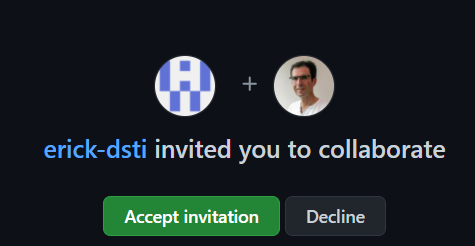 +
erick-dsti invited you to collaborate
Accept invitation
Decline